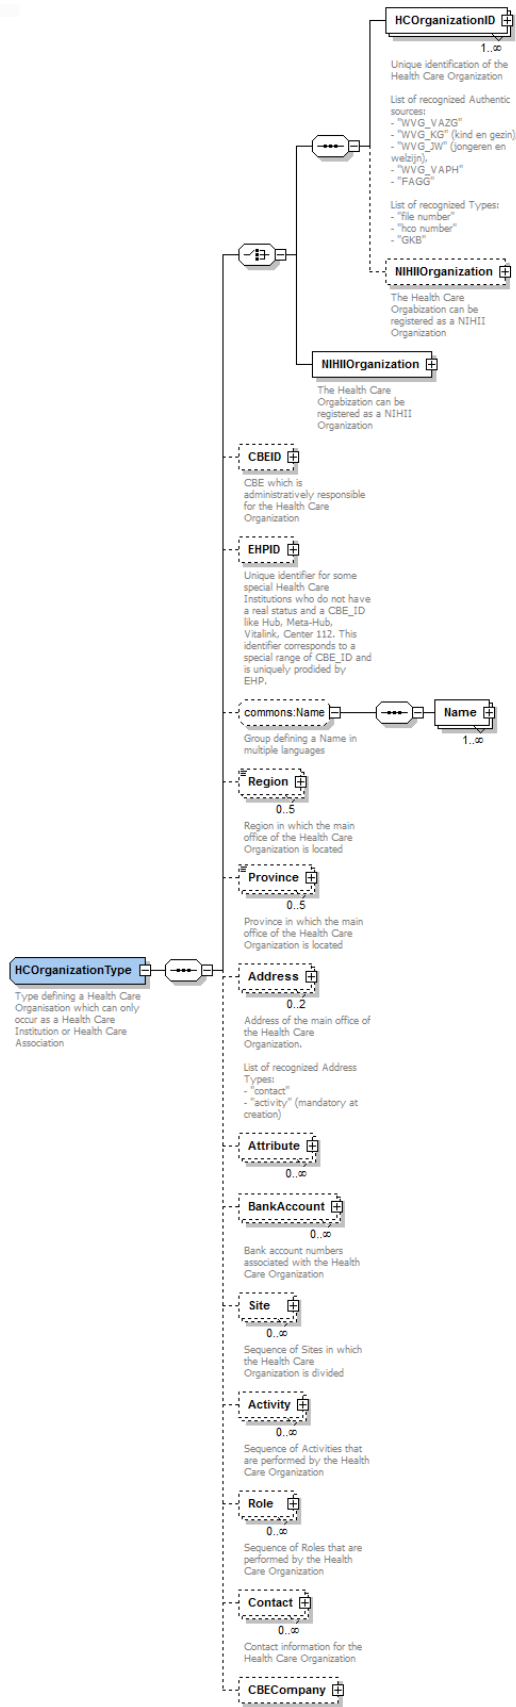 HCOrganizationID
1..∞
Unique identification of the
Health Care Organization
List of recognized Authentic
sources:
- "WVG_VAZG"
- "WVG_KG" (kind en gezin)
- "WVG_JW" (jongeren en
welzijn),
- "WVG_VAPH"
- "FAGG"
List of recognized Types:
- "file number"
- "hco number"
- "GKB"
NIHIIOrganization
The Health Care
Orgabization can be
registered as a NIHII
Organization
NIHIIOrganization
The Health Care
Orgabization can be
registered as a NIHII
Organization
CBEID
CBE which is
administratively responsible
for the Health Care
Organization
EHPID
Unique identifier for some
special Health Care
Institutions who do not have
a real status and a CBE_ID
like Hub, Meta-Hub,
Vitalink, Center 112. This
identifier corresponds to a
special range of CBE_ID and
is uniquely prodided by
EHP.
commons:Name
Name
1..∞
Group defining a Name in
multiple languages
Region
0..5
Region in which the main
office of the Health Care
Organization is located
Province
0..5
Province in which the main
office of the Health Care
Organization is located
HCOrganizationType
Type defining a Health Care
Organisation which can only
occur as a Health Care
Institution or Health Care
Association
Address
0..2
Address of the main office of
the Health Care
Organization.
List of recognized Address
Types:
- "contact"
- "activity" (mandatory at
creation)
Attribute
0..∞
BankAccount
0..∞
Bank account numbers
associated with the Health
Care Organization
Site
0..∞
Sequence of Sites in which
the Health Care
Organization is divided
Activity
0..∞
Sequence of Activities that
are performed by the Health
Care Organization
Role
0..∞
Sequence of Roles that are
performed by the Health
Care Organization
Contact
0..∞
Contact information for the
Health Care Organization
CBECompany